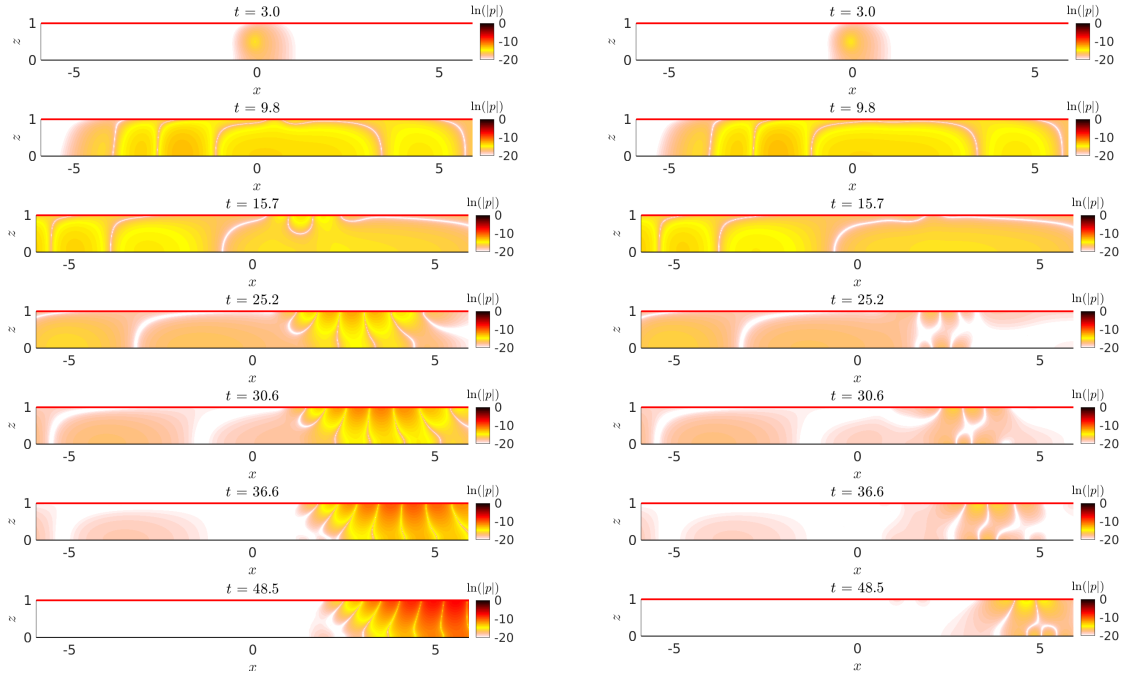 t = 3.0
ln(|p|)
1
z
0
0
-10
-20
-5
0
5
x
t = 9.8
ln(|p|)
1
z
0
0
-10
-20
-5
0
5
x
t = 15.7
ln(|p|)
1
z
0
0
-10
-20
-5
0
5
x
t = 25.2
ln(|p|)
1
z
0
0
-10
-20
-5
0
5
x
t = 30.6
ln(|p|)
1
z
0
0
-10
-20
-5
0
5
x
t = 36.6
ln(|p|)
1
z
0
0
-10
-20
-5
0
5
x
t = 48.5
ln(|p|)
1
z
0
0
-10
-20
-5
0
5
x
t = 3.0
ln(|p|)
1
z
0
0
-10
-20
-5
0
5
x
t = 9.8
ln(|p|)
1
z
0
0
-10
-20
-5
0
5
x
t = 15.7
ln(|p|)
1
z
0
0
-10
-20
-5
0
5
x
t = 25.2
ln(|p|)
1
z
0
0
-10
-20
-5
0
5
x
t = 30.6
ln(|p|)
1
z
0
0
-10
-20
-5
0
5
x
t = 36.6
ln(|p|)
1
z
0
0
-10
-20
-5
0
5
x
t = 48.5
ln(|p|)
1
z
0
0
-10
-20
-5
0
5
x